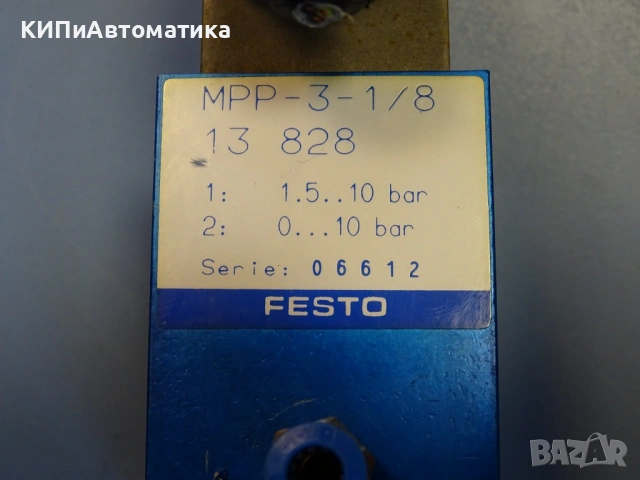 КИПиАвтоматика
MPP-3-1/8
13 828
1: 1.5..10 bar
2: 0...10 bar
Serie: 06612
FESTO
BAZAR